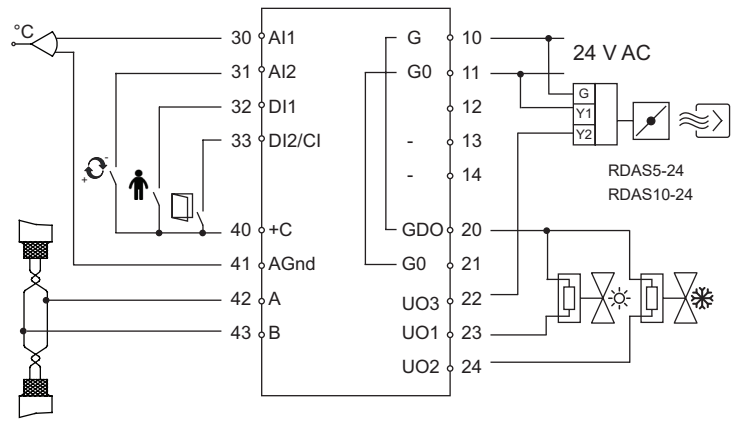 °C
30 AI1 G 10
24 V AC
31 AI2 G0 11
G
32 DI1 12
Y1
Y2
33 DI2/CI - 13
- 14
RDAS5-24
RDAS10-24
- +
40 +C GDO 20
41 AGnd G0 21
42 A UO3 22
43 B UO1 23
UO2 24